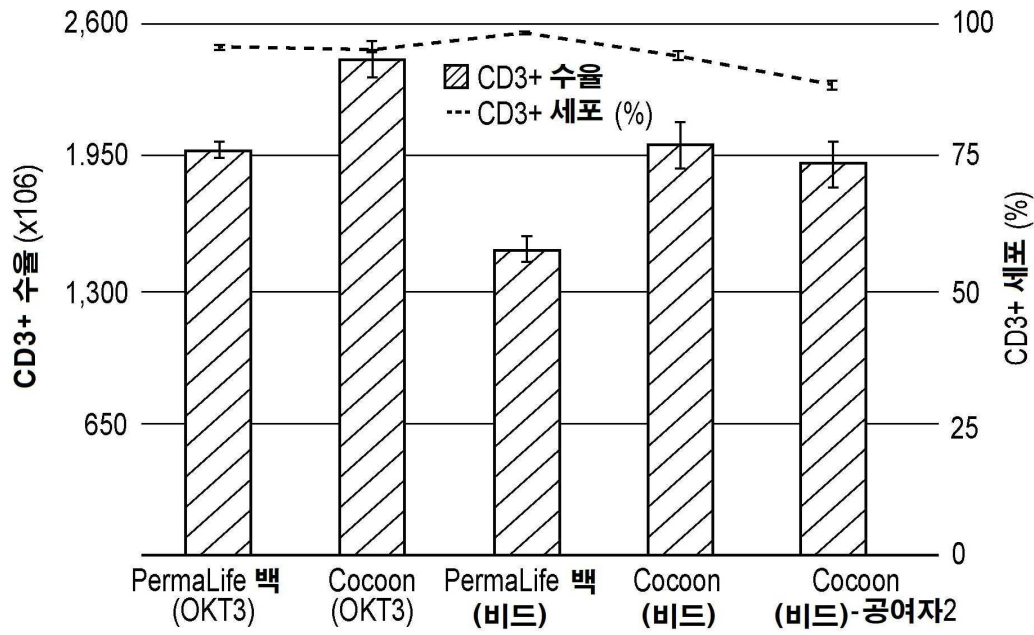 2,600
1.950
1,300
650
CD3+ 수율 (x106)
100
75
50
25
0
CD3+ 세포 (%)
CD3+ 수율
CD3+ 세포 (%)
PermaLife 백
(OKT3)
Cocoon
(OKT3)
PermaLife 백
(비드)
Cocoon
(비드)
Cocoon
(비드)-공여자2